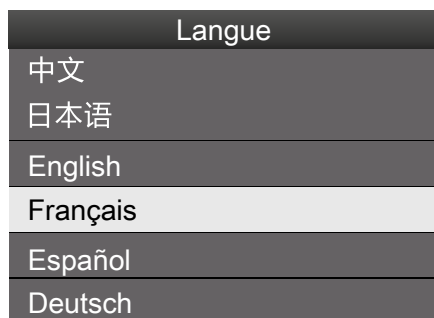 Langue
中文
日本语
English
Français
Español
Deutsch